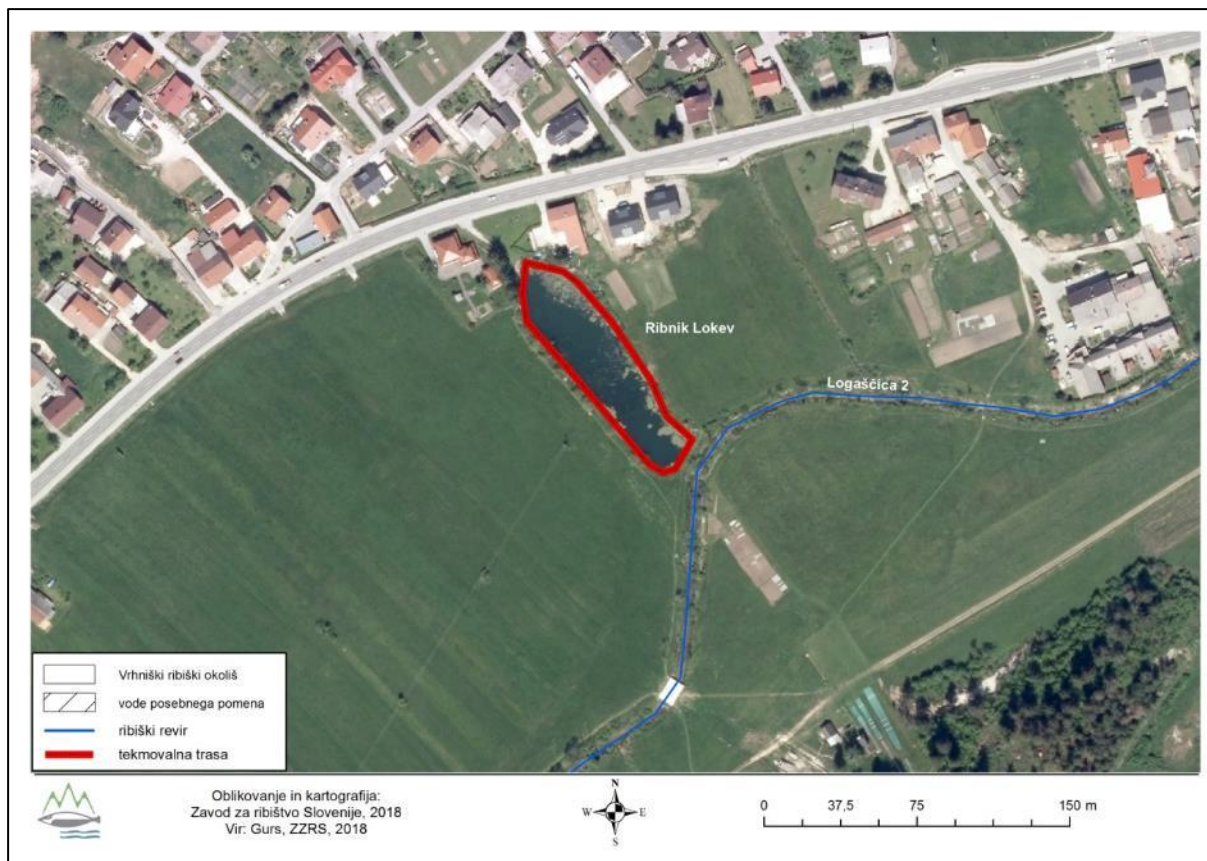 Ribnik Lokev
Logaščica 2
Vrhniški ribiški okoliš
vode posebnega pomena
ribiški revir
tekmovalna trasa
Oblikovanje in kartografija:
Zavod za ribištvo Slovenije, 2018
Vir: Gurs, ZZRS, 2018
N
W E
S
0 37,5 75 150 m